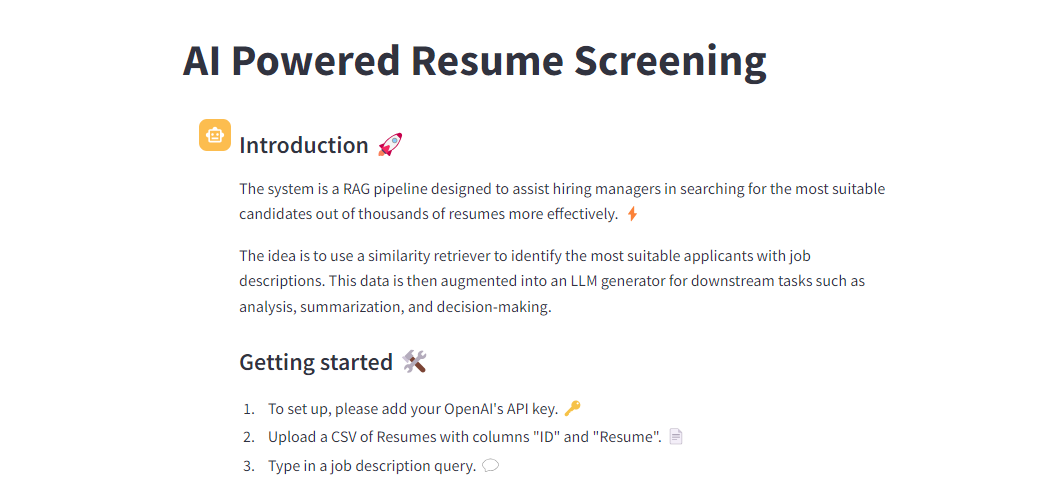 AI Powered Resume Screening
Introduction 🚀
The system is a RAG pipeline designed to assist hiring managers in searching for the most suitable
candidates out of thousands of resumes more effectively. ⚡
The idea is to use a similarity retriever to identify the most suitable applicants with job
descriptions. This data is then augmented into an LLM generator for downstream tasks such as
analysis, summarization, and decision-making.
Getting started 🛠️
1. To set up, please add your OpenAI's API key. 🔑
2. Upload a CSV of Resumes with columns "ID" and "Resume". 📄
3. Type in a job description query. 💬